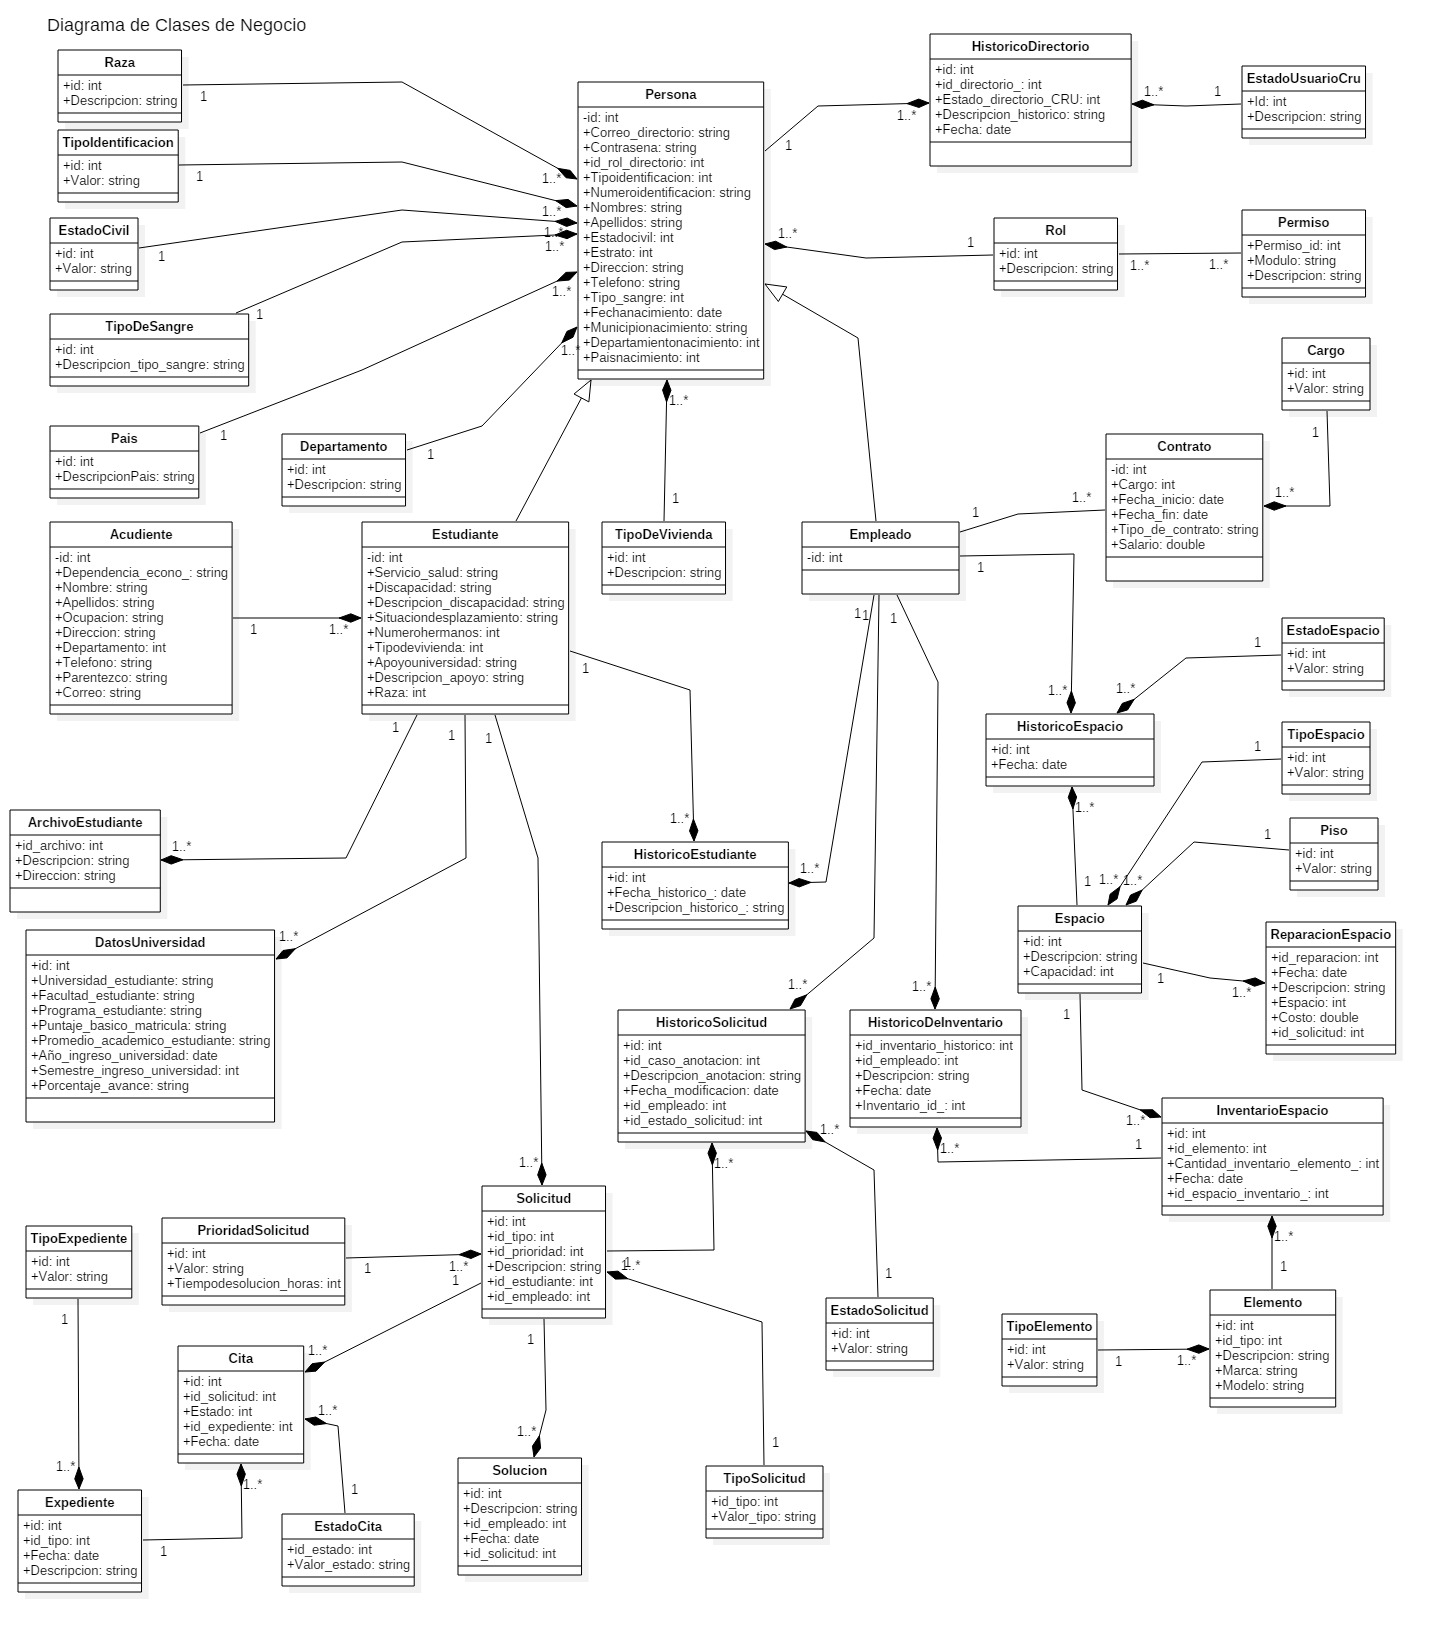 Diagrama de Clases de Negocio
Raza
+id: int
+Descripcion: string
1
1..*
TipoIdentificacion
+id: int
+Valor: string
1
1..*
EstadoCivil
+id: int
+Valor: string
1
1..*
TipoDeSangre
+id: int
+Descripcion_tipo_sangre: string
1
1..*
Pais
+id: int
+DescripcionPais: string
1
1..*
Departamento
+id: int
+Descripcion: string
1
1..*
Persona
-id: int
+Correo_directorio: string
+Contrasena: string
+id_rol_directorio: int
+Tipoidentificacion: int
+Numeroidentificacion: string
+Nombres: string
+Apellidos: string
+Estadocivil: int
+Estrato: int
+Direccion: string
+Telefono: string
+Tipo_sangre: int
+Fechanacimiento: date
+Municipionacimiento: string
+Departamientonacimiento: int
+Paisnacimiento: int
1
1..*
HistoricoDirectorio
+id: int
+id_directorio_: int
+Estado_directorio_CRU: int
+Descripcion_historico: string
+Fecha: date
1..*
1
EstadoUsuarioCru
+Id: int
+Descripcion: string
1..*
1
Rol
+id: int
+Descripcion: string
1..*
1..*
Permiso
+Permiso_id: int
+Modulo: string
+Descripcion: string
Cargo
+id: int
+Valor: string
1
1..*
Contrato
-id: int
+Cargo: int
+Fecha_inicio: date
+Fecha_fin: date
+Tipo_de_contrato: string
+Salario: double
1..*
1
TipoDeVivienda
+id: int
+Descripcion: string
1
1..*
Empleado
-id: int
1
1
1
1
Acudiente
-id: int
+Dependencia_econo_: string
+Nombre: string
+Apellidos: string
+Ocupacion: string
+Direccion: string
+Departamento: int
+Telefono: string
+Parentezco: string
+Correo: string
1
1..*
Estudiante
-id: int
+Servicio_salud: string
+Discapacidad: string
+Descripcion_discapacidad: string
+Situaciondesplazamiento: string
+Numerohermanos: int
+Tipodevivienda: int
+Apoyouniversidad: string
+Descripcion_apoyo: string
+Raza: int
1
1
1
1
EstadoEspacio
+id: int
+Valor: string
1
1..*
1..*
HistoricoEspacio
+id: int
+Fecha: date
1..*
1
TipoEspacio
+id: int
+Valor: string
1
1..*
Piso
+id: int
+Valor: string
1
1..*
ArchivoEstudiante
+id_archivo: int
+Descripcion: string
+Direccion: string
1..*
HistoricoEstudiante
+id: int
+Fecha_historico_: date
+Descripcion_historico_: string
1..*
1..*
Espacio
+id: int
+Descripcion: string
+Capacidad: int
1
1
ReparacionEspacio
+id_reparacion: int
+Fecha: date
+Descripcion: string
+Espacio: int
+Costo: double
+id_solicitud: int
1..*
DatosUniversidad
+id: int
+Universidad_estudiante: string
+Facultad_estudiante: string
+Programa_estudiante: string
+Puntaje_basico_matricula: string
+Promedio_academico_estudiante: string
+Año_ingreso_universidad: date
+Semestre_ingreso_universidad: int
+Porcentaje_avance: string
1..*
1..*
HistoricoSolicitud
+id: int
+id_caso_anotacion: int
+Descripcion_anotacion: string
+Fecha_modificacion: date
+id_empleado: int
+id_estado_solicitud: int
1..*
1..*
1..*
HistoricoDeInventario
+id_inventario_historico: int
+id_empleado: int
+Descripcion: string
+Fecha: date
+Inventario_id_: int
1..*
1
1..*
InventarioEspacio
+id: int
+id_elemento: int
+Cantidad_inventario_elemento_: int
+Fecha: date
+id_espacio_inventario_: int
1..*
1
1..*
Solicitud
+id: int
+id_tipo: int
+id_prioridad: int
+Descripcion: string
+id_estudiante: int
+id_empleado: int
1..*
1
1
1
1..*
PrioridadSolicitud
+id: int
+Valor: string
+Tiempodesolucion_horas: int
1
TipoExpediente
+id: int
+Valor: string
1
EstadoSolicitud
+id: int
+Valor: string
1
Elemento
+id: int
+id_tipo: int
+Descripcion: string
+Marca: string
+Modelo: string
1..*
TipoElemento
+id: int
+Valor: string
1
Cita
+id: int
+id_solicitud: int
+Estado: int
+id_expediente: int
+Fecha: date
1..*
1..*
1..*
Solucion
+id: int
+Descripcion: string
+id_empleado: int
+Fecha: date
+id_solicitud: int
1..*
TipoSolicitud
+id_tipo: int
+Valor_tipo: string
1
Expediente
+id: int
+id_tipo: int
+Fecha: date
+Descripcion: string
1..*
1
EstadoCita
+id_estado: int
+Valor_estado: string
1